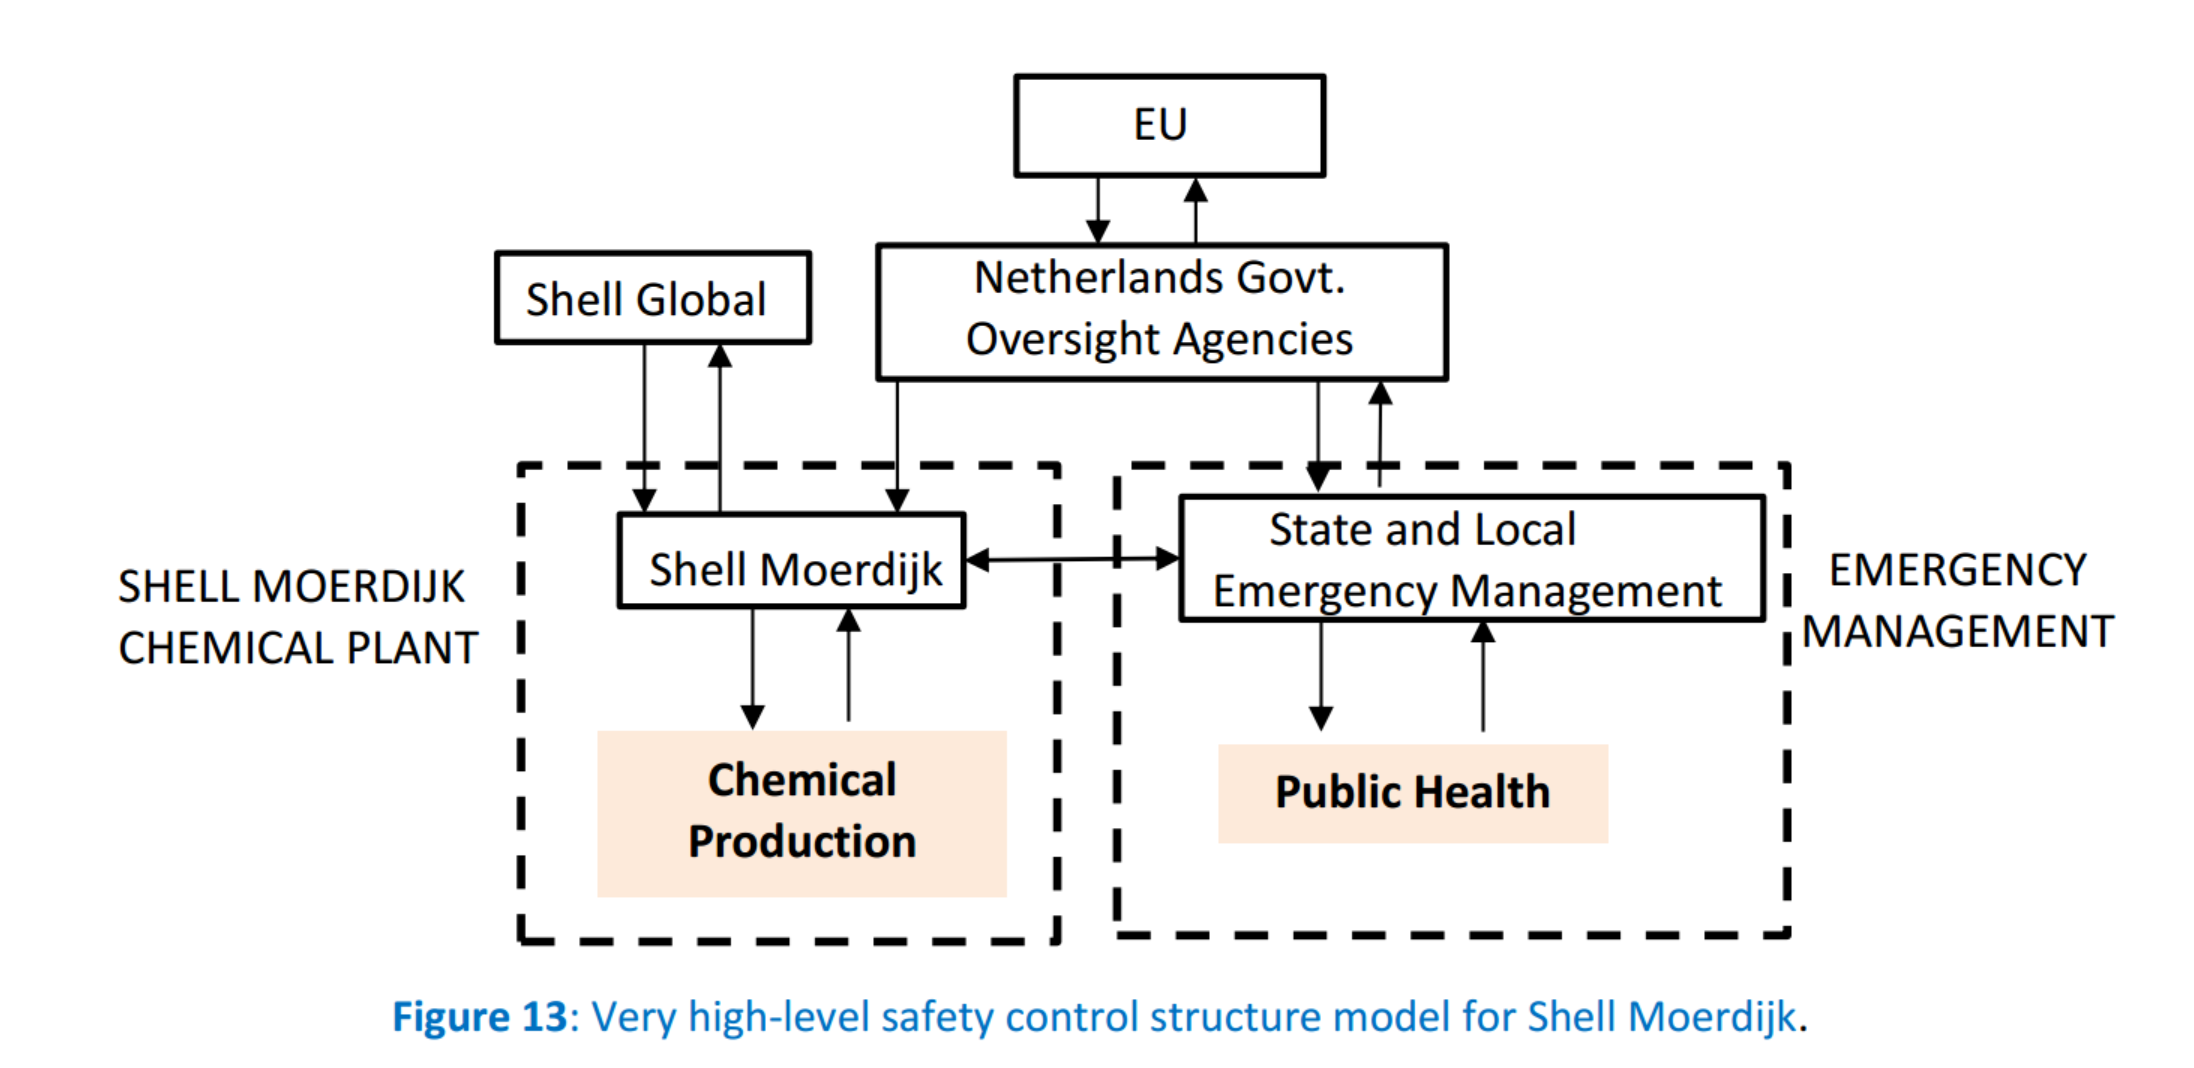 EU
Shell Global
Netherlands Govt.
Oversight Agencies
SHELL MOERDIJK
CHEMICAL PLANT
Shell Moerdijk
State and Local
Emergency Management
EMERGENCY
MANAGEMENT
Chemical
Production
Public Health
Figure 13: Very high-level safety control structure model for Shell Moerdijk.